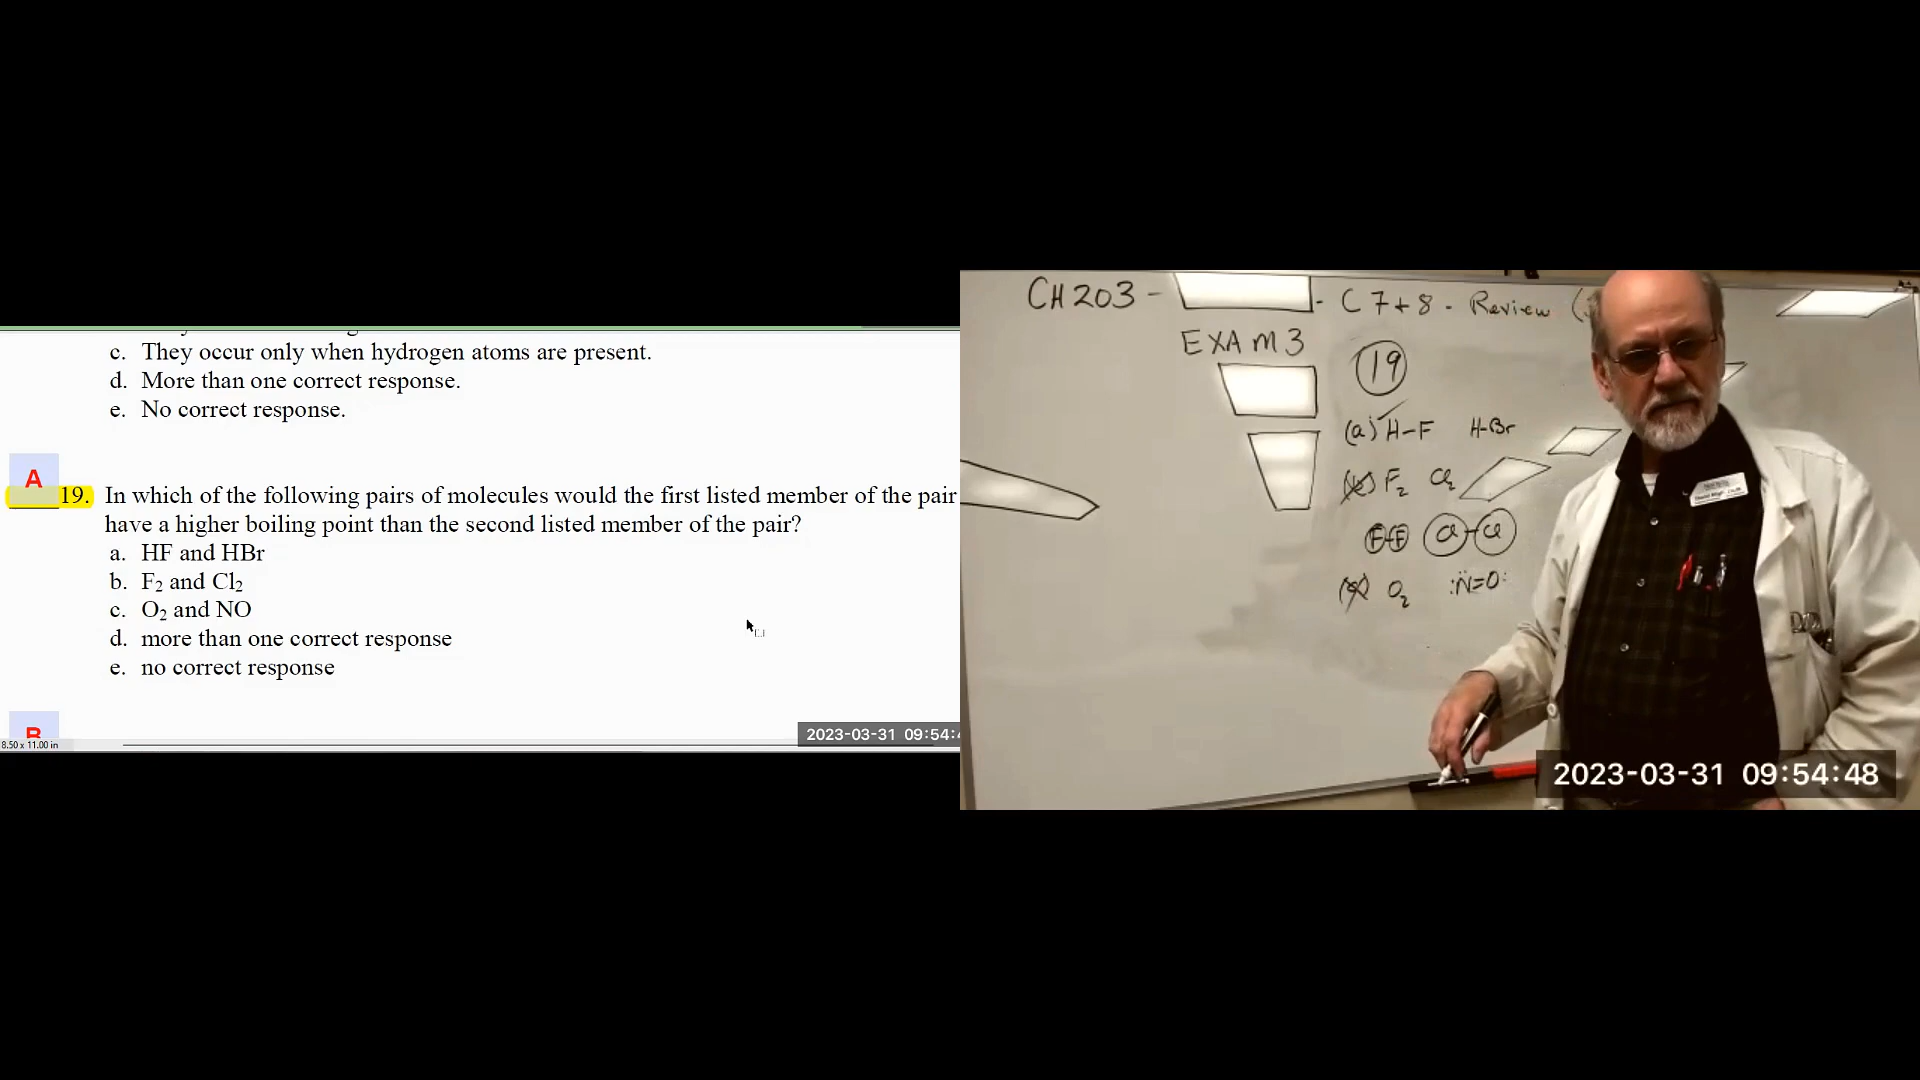 c. They occur only when hydrogen atoms are present.
d. More than one correct response.
e. No correct response.
A
19. In which of the following pairs of molecules would the first listed member of the pair
have a higher boiling point than the second listed member of the pair?
a. HF and HBr
b. F₂ and Cl₂
c. O₂ and NO
d. more than one correct response
e. no correct response
B
8.50 x 11.00 in
2023-03-31 09:54:4
CH203 - - C 7+8 - Review
EXAM 3
19
(a) H-F H-Br
F₂ Cl₂
F-F Cl-Cl
O₂ :N̈=O:
2023-03-31 09:54:48